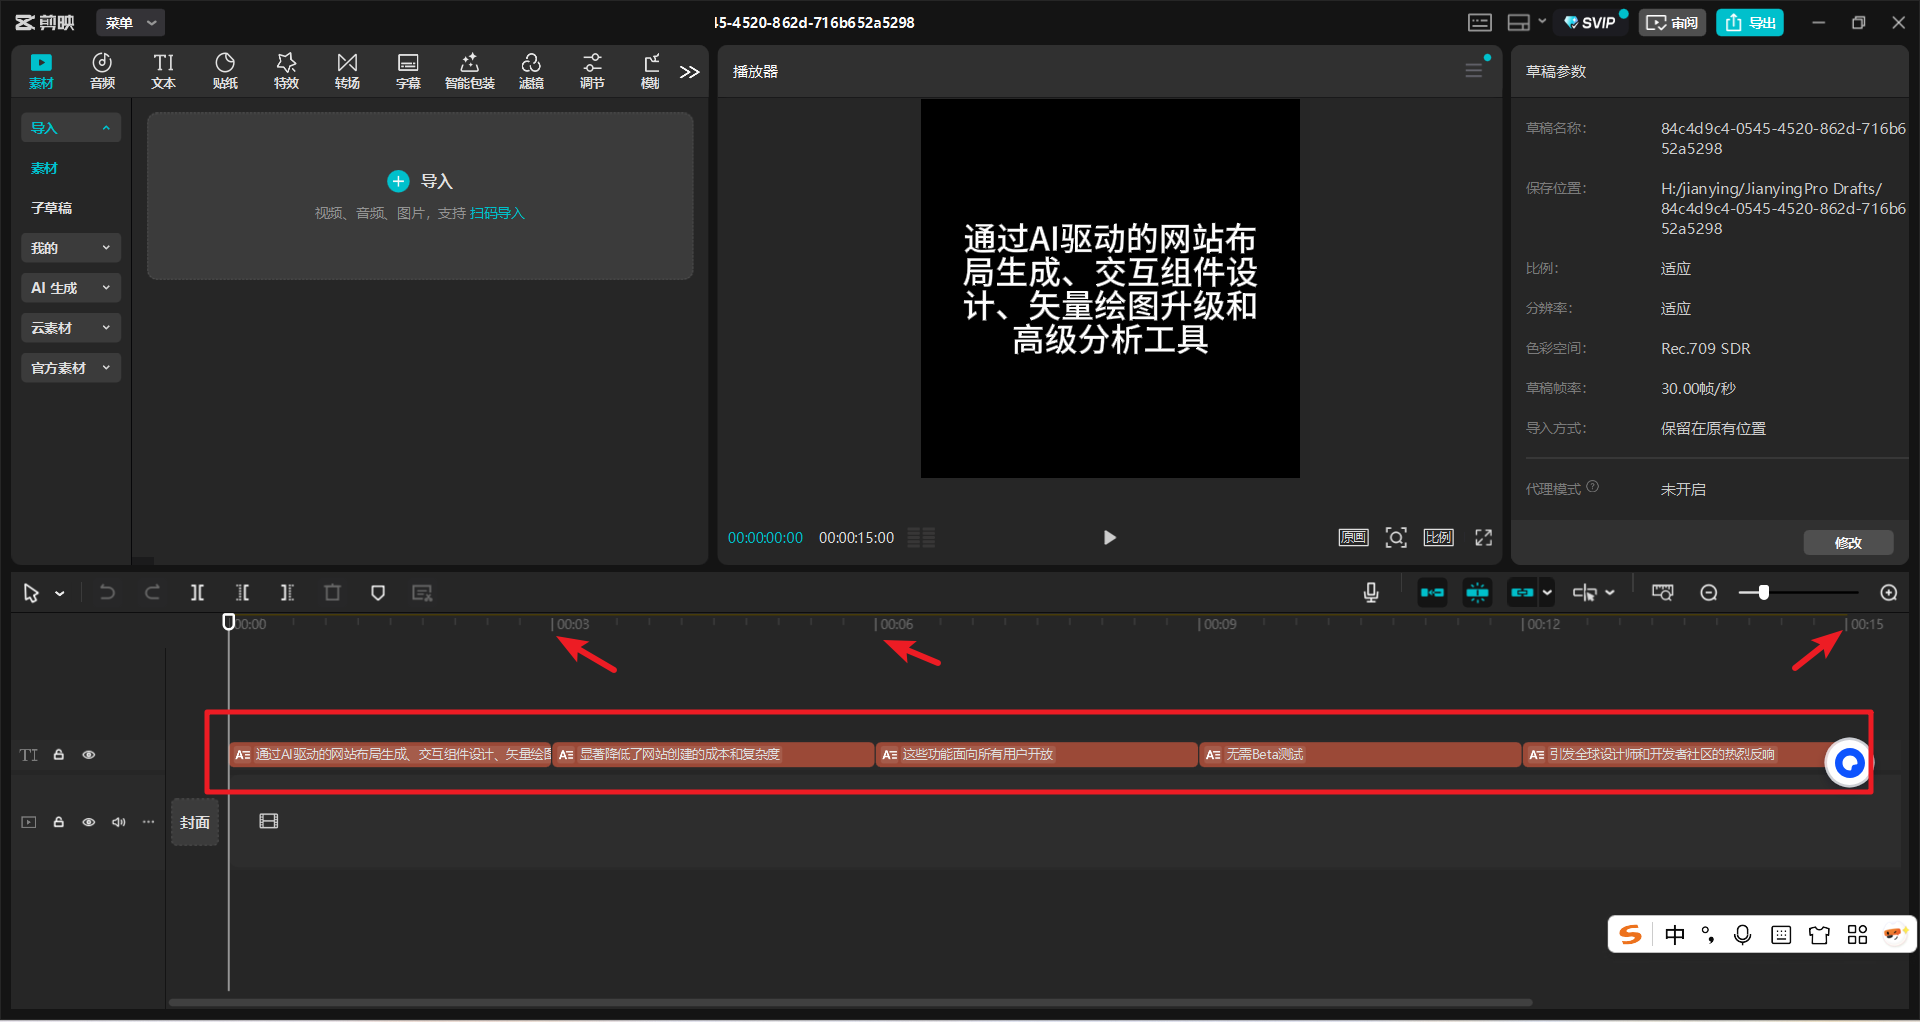 剪映
菜单
45-4520-862d-716b652a5298
SVIP
审阅
导出
素材
音频
文本
贴纸
特效
转场
字幕
智能包装
滤镜
调节
模板
导入
素材
子草稿
我的
AI 生成
云素材
官方素材
导入
视频、音频、图片，支持 扫码导入
播放器
通过AI驱动的网站布
局生成、交互组件设
计、矢量绘图升级和
高级分析工具
00:00:00:00
00:00:15:00
原画
比例
草稿参数
草稿名称：
84c4d9c4-0545-4520-862d-716b6
52a5298
保存位置：
H:/jianying/JianyingPro Drafts/
84c4d9c4-0545-4520-862d-716b6
52a5298
比例：
适应
分辨率：
适应
色彩空间：
Rec.709 SDR
草稿帧率：
30.00帧/秒
导入方式：
保留在原有位置
代理模式
未开启
修改
00:00
00:03
00:06
00:09
00:12
00:15
TI
通过AI驱动的网站布局生成、交互组件设计、矢量绘图
显著降低了网站创建的成本和复杂度
这些功能面向所有用户开放
无需Beta测试
引发全球设计师和开发者社区的热烈反响
封面
中